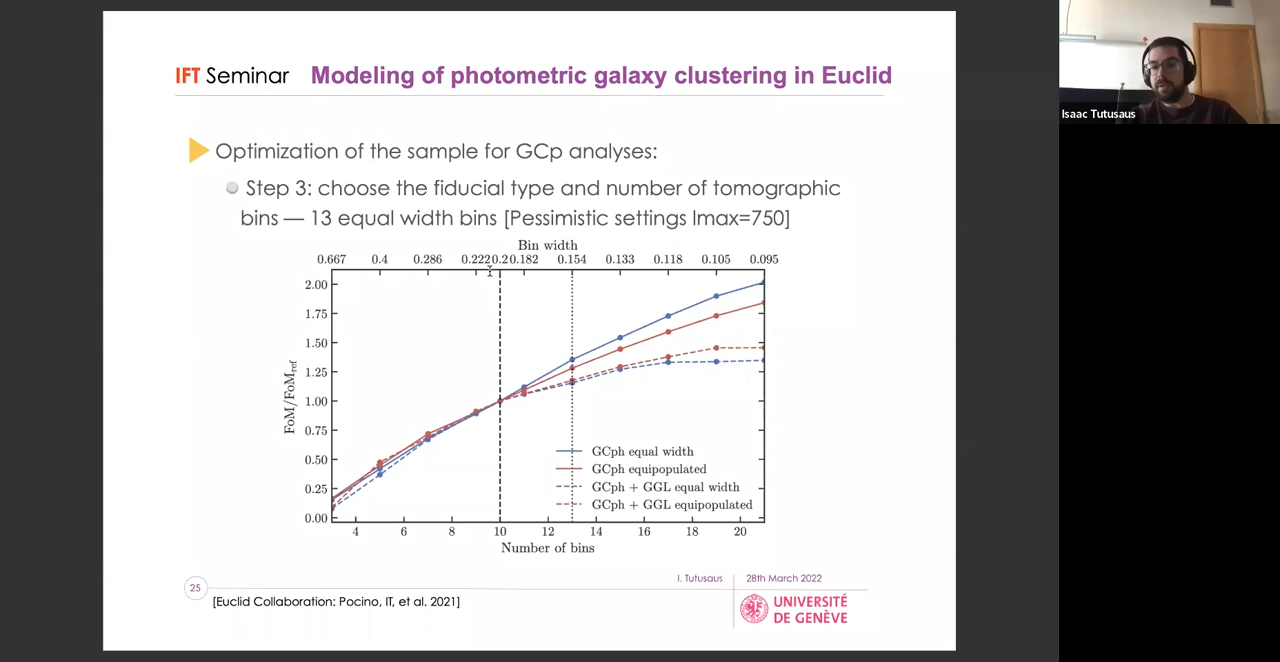 IFT Seminar Modeling of photometric galaxy clustering in Euclid
Isaac Tutusaus
Optimization of the sample for GCp analyses:
Step 3: choose the fiducial type and number of tomographic
bins — 13 equal width bins [Pessimistic settings lmax=750]
Bin width
0.667 0.4 0.286 0.222 0.2 0.182 0.154 0.133 0.118 0.105 0.095
2.00
1.75
1.50
1.25
1.00
0.75
0.50
0.25
0.00
FoM/FoMref
GCph equal width
GCph equipopulated
GCph + GGL equal width
GCph + GGL equipopulated
4 6 8 10 12 14 16 18 20
Number of bins
I. Tutusaus 28th March 2022
25
[Euclid Collaboration: Pocino, IT, et al. 2021]
UNIVERSITÉ
DE GENÈVE